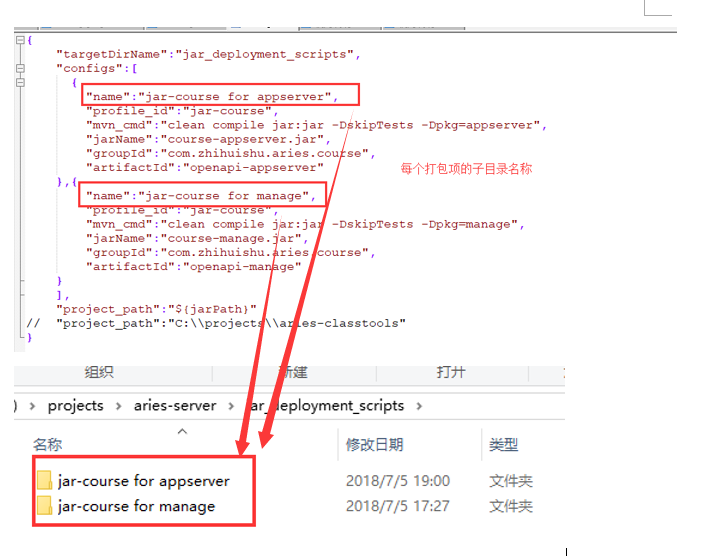 {
"targetDirName":"jar_deployment_scripts",
"configs":[
{
"name":"jar-course for appserver",
"profile_id":"jar-course",
"mvn_cmd":"clean compile jar:jar -DskipTests -Dpkg=appserver",
"jarName":"course-appserver.jar",
"groupId":"com.zhihuishu.aries.course",
"artifactId":"openapi-appserver"
每个打包项的子目录名称
},{
"name":"jar-course for manage",
"profile_id":"jar-course",
"mvn_cmd":"clean compile jar:jar -DskipTests -Dpkg=manage",
"jarName":"course-manage.jar",
"groupId":"com.zhihuishu.aries.course",
"artifactId":"openapi-manage"
}
],
"project_path":"${jarPath}"
// "project_path":"C:\\projects\\aries-classtools"
}
组织 新建 打开
) › projects › aries-server › jar_deployment_scripts ›
名称 修改日期 类型
jar-course for appserver 2018/7/5 19:00 文件夹
jar-course for manage 2018/7/5 17:27 文件夹